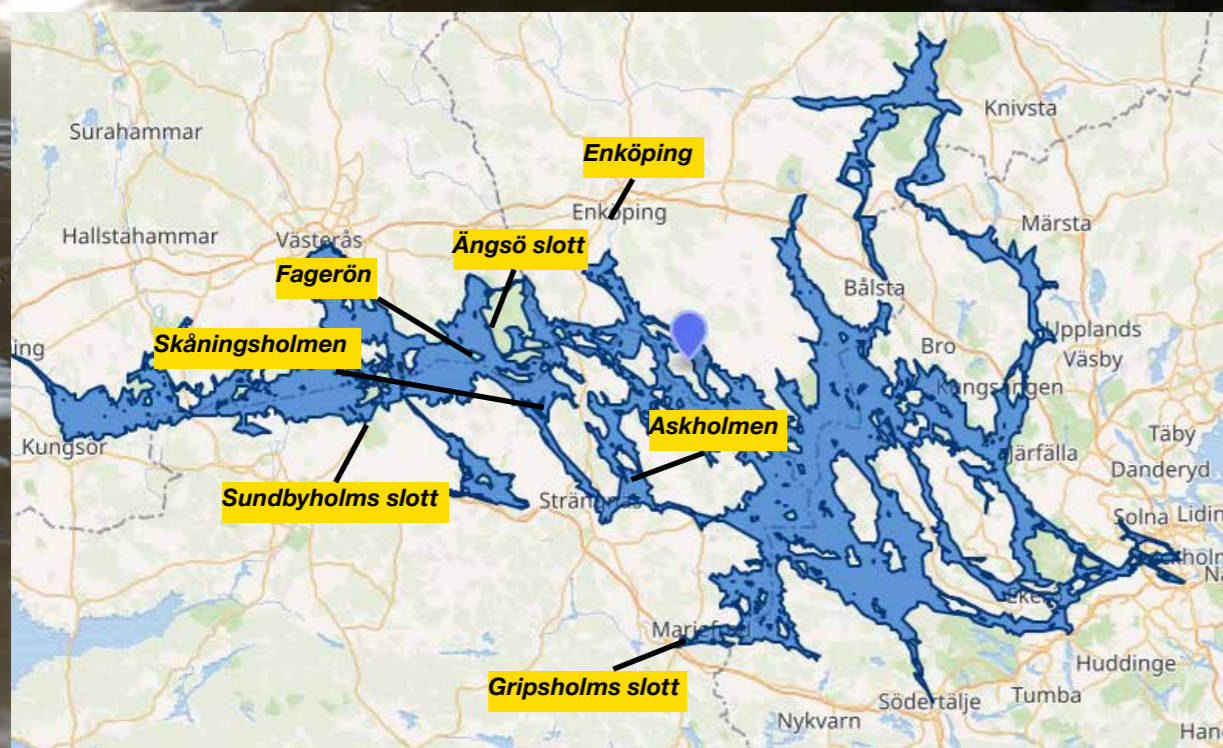 Knivsta
Surahammar
Enköping
Enköping
Hallstahammar
Västerås
Ängsö slott
Märsta
Fagerön
Bålsta
Skåningsholmen
Upplands
Väsby
Bro
Kungsängen
Askholmen
Kungsör
Täby
Järfälla
Danderyd
Sundbyholms slott
Strängnäs
Solna
Mariefred
Huddinge
Gripsholms slott
Södertälje
Tumba
Nykvarn